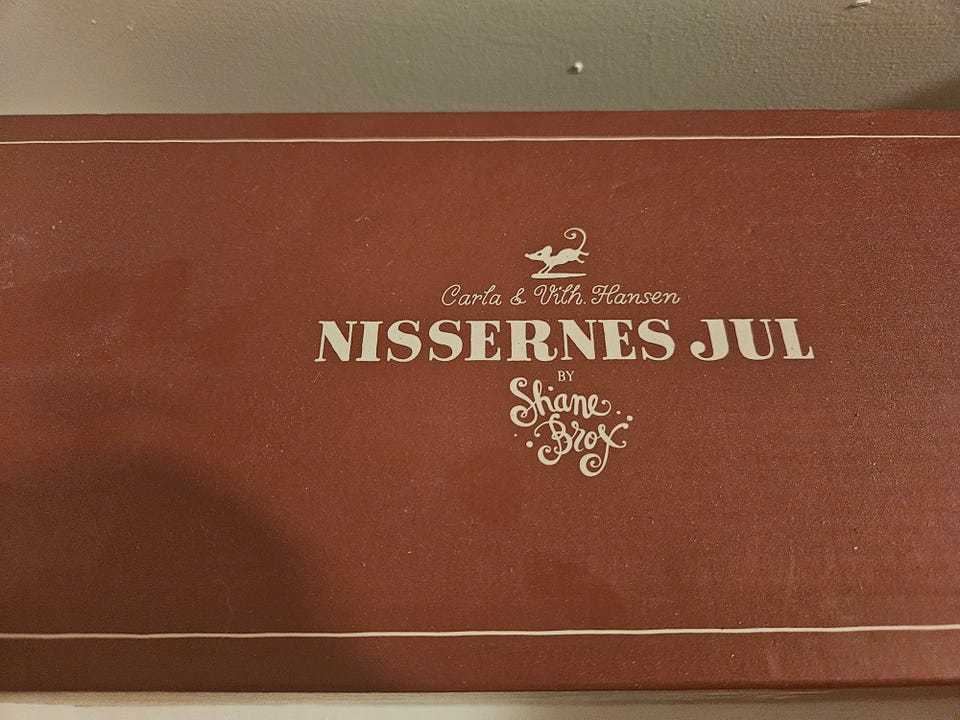 Carla & Vilh. Hansen
NISSERNES JUL
BY
Shane
Brox